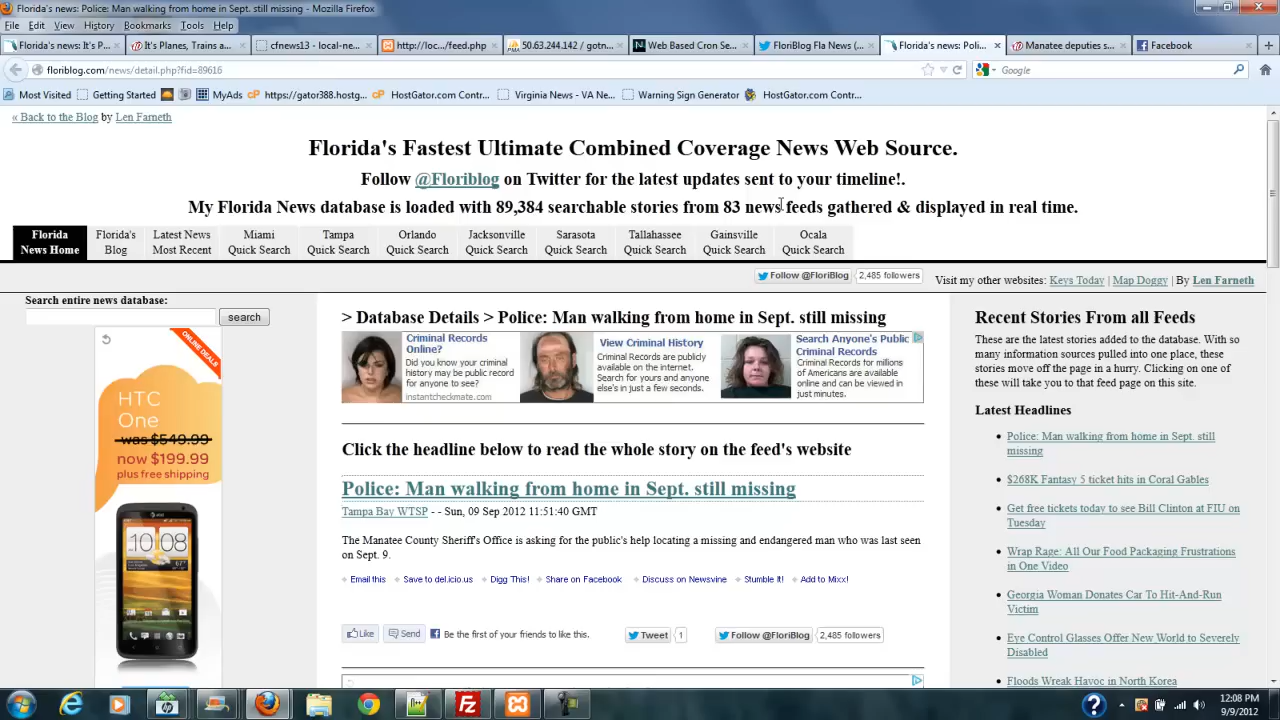 Florida's news: Man walking from home in Sept. still missing - Mozilla Firefox
File Edit View History Bookmarks Tools Help
Florida's news: It's P...
It's Planes, Trains a...
cfnews13 - local-ne...
http://loc.../feed.php
50.63.244.142 / gotn...
Web Based Cron Se...
FloriBlog Fla News (...
Florida's news: Poli...
Manatee deputies s...
Facebook
floriblog.com/news/detail.php?fid=89616
Google
Most Visited
Getting Started
MyAds
https://gator388.hostg...
HostGator.com Contr...
Virginia News - VA Ne...
Warning Sign Generator
HostGator.com Contr...
« Back to the Blog by Len Farneth
Florida's Fastest Ultimate Combined Coverage News Web Source.
Follow @Floriblog on Twitter for the latest updates sent to your timeline!.
My Florida News database is loaded with 89,384 searchable stories from 83 news feeds gathered & displayed in real time.
Florida
News Home
Florida's
Blog
Latest News
Most Recent
Miami
Quick Search
Tampa
Quick Search
Orlando
Quick Search
Jacksonville
Quick Search
Sarasota
Quick Search
Tallahassee
Quick Search
Gainsville
Quick Search
Ocala
Quick Search
Follow @FloriBlog 2,485 followers
Visit my other websites: Keys Today | Map Doggy | By Len Farneth
Search entire news database:
search
ONLINE DEALS
HTC
One
was $549.99
now $199.99
plus free shipping
10:08
> Database Details > Police: Man walking from home in Sept. still missing
Criminal Records
Online?
Did you know your criminal
history may be public record
for anyone to see?
instantcheckmate.com
View Criminal History
Criminal Records are publicly
available on the internet.
Search for yours and anyone
else's in just a few seconds.
Search Anyone's Public
Criminal Records
Criminal Records for millions
of Americans are available
online and can be viewed in
just minutes.
Click the headline below to read the whole story on the feed's website
Police: Man walking from home in Sept. still missing
Tampa Bay WTSP - - Sun, 09 Sep 2012 11:51:40 GMT
The Manatee County Sheriff's Office is asking for the public's help locating a missing and endangered man who was last seen
on Sept. 9.
Email this
Save to del.icio.us
Digg This!
Share on Facebook
Discuss on Newsvine
Stumble It!
Add to Mixx!
Like
Send
Be the first of your friends to like this.
Tweet 1
Follow @FloriBlog 2,485 followers
Recent Stories From all Feeds
These are the latest stories added to the database. With so
many information sources pulled into one place, these
stories move off the page in a hurry. Clicking on one of
these will take you to that feed page on this site.
Latest Headlines
Police: Man walking from home in Sept. still
missing
$268K Fantasy 5 ticket hits in Coral Gables
Get free tickets today to see Bill Clinton at FIU on
Tuesday
Wrap Rage: All Our Food Packaging Frustrations
in One Video
Georgia Woman Donates Car To Hit-And-Run
Victim
Eye Control Glasses Offer New World to Severely
Disabled
Floods Wreak Havoc in North Korea
12:08 PM
9/9/2012